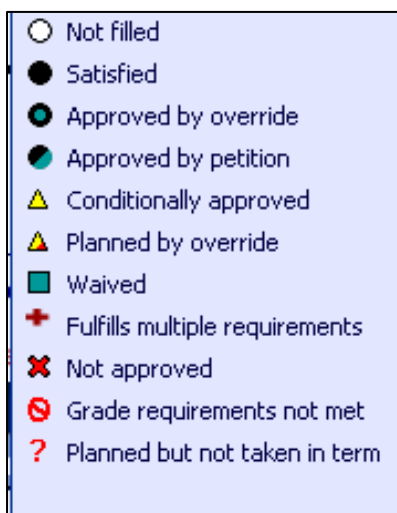 Not filled
Satisfied
Approved by override
Approved by petition
Conditionally approved
Planned by override
Waived
Fulfills multiple requirements
Not approved
Grade requirements not met
? Planned but not taken in term